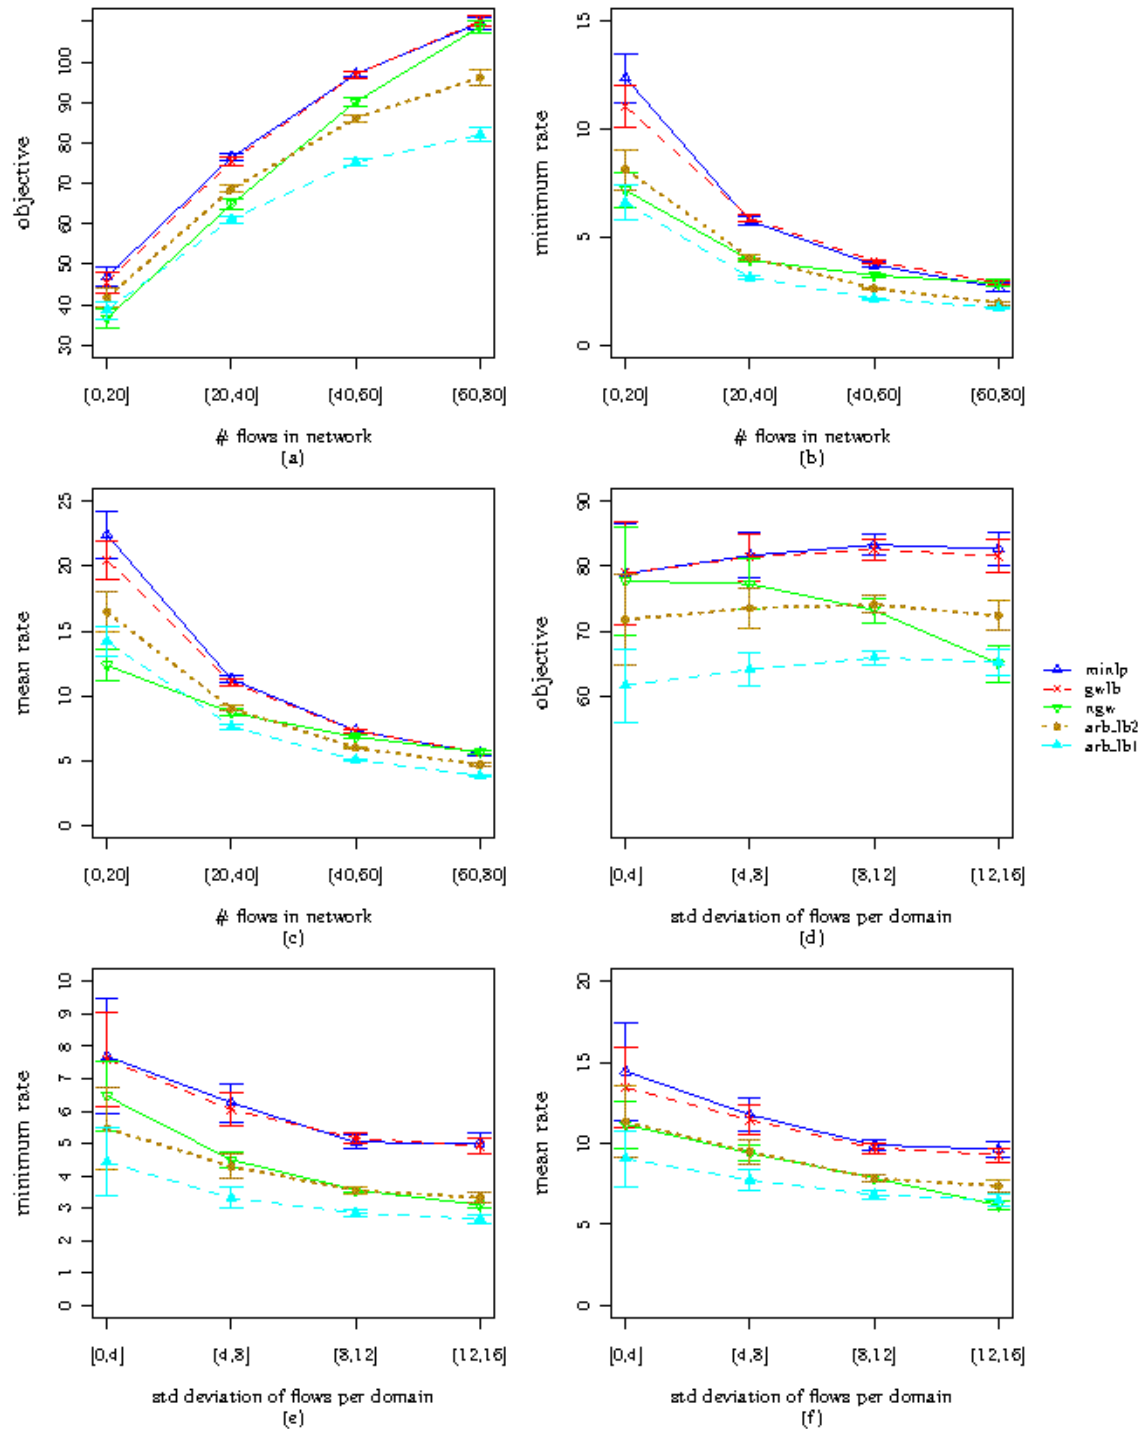 objective
100
90
80
70
60
50
40
30
[0,20] [20,40] [40,60] [60,80]
# flows in network
(a)
minimum rate
15
10
5
0
[0,20] [20,40] [40,60] [60,80]
# flows in network
(b)
mean rate
25
20
15
10
5
0
[0,20] [20,40] [40,60] [60,80]
# flows in network
(c)
objective
90
80
70
60
[0,4] [4,8] [8,12] [12,16]
std deviation of flows per domain
(d)
minlp
gwlb
ngw
arb_lb2
arb_lb1
minimum rate
10
9
8
7
6
5
4
3
2
1
0
[0,4] [4,8] [8,12] [12,16]
std deviation of flows per domain
(e)
mean rate
20
15
10
5
0
[0,4] [4,8] [8,12] [12,16]
std deviation of flows per domain
(f)